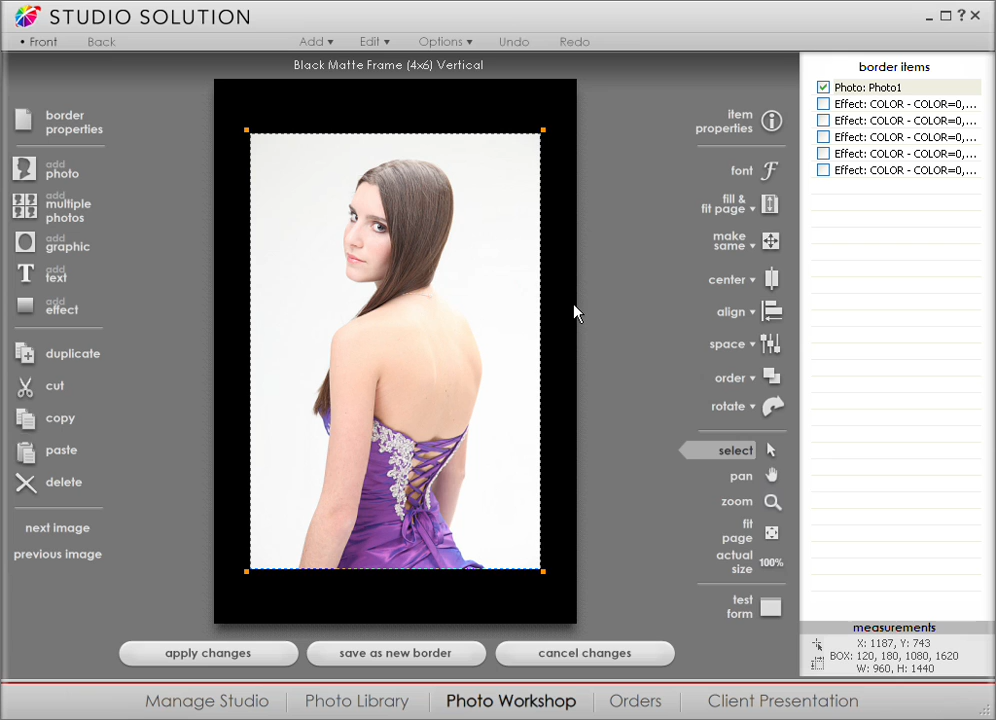 STUDIO SOLUTION
• Front Back Add ▾ Edit ▾ Options ▾ Undo Redo
Black Matte Frame (4x6) Vertical
border
properties
add
photo
add
multiple
photos
add
graphic
T add
text
add
effect
duplicate
cut
copy
paste
delete
next image
previous image
item
properties
font f
fill &
fit page
make
same
center
align
space
order
rotate
select
pan
zoom
fit
page
actual
size 100%
test
form
border items
Photo: Photo1
Effect: COLOR - COLOR=0,...
Effect: COLOR - COLOR=0,...
Effect: COLOR - COLOR=0,...
Effect: COLOR - COLOR=0,...
Effect: COLOR - COLOR=0,...
measurements
X: 1187, Y: 743
BOX: 120, 180, 1080, 1620
W: 960, H: 1440
apply changes save as new border cancel changes
Manage Studio Photo Library Photo Workshop Orders Client Presentation